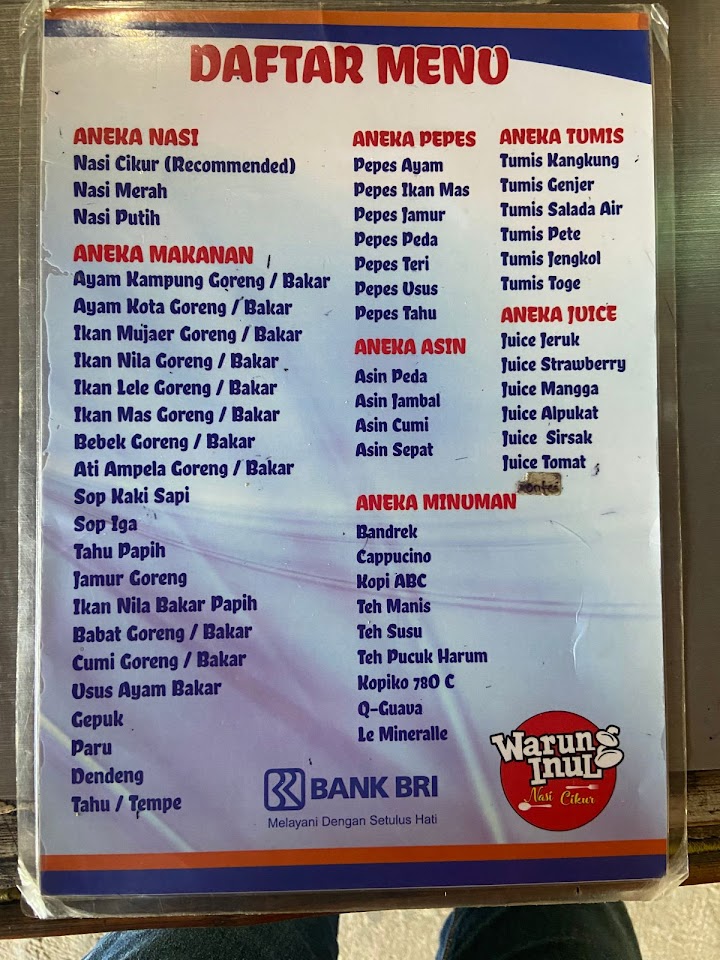 DAFTAR MENU
ANEKA NASI
Nasi Cikur (Recommended)
Nasi Merah
Nasi Putih
ANEKA MAKANAN
Ayam Kampung Goreng / Bakar
Ayam Kota Goreng / Bakar
Ikan Mujaer Goreng / Bakar
Ikan Nila Goreng / Bakar
Ikan Lele Goreng / Bakar
Ikan Mas Goreng / Bakar
Bebek Goreng / Bakar
Ati Ampela Goreng / Bakar
Sop Kaki Sapi
Sop Iga
Tahu Papih
Jamur Goreng
Ikan Nila Bakar Papih
Babat Goreng / Bakar
Cumi Goreng / Bakar
Usus Ayam Bakar
Gepuk
Paru
Dendeng
Tahu / Tempe
ANEKA PEPES
Pepes Ayam
Pepes Ikan Mas
Pepes Jamur
Pepes Peda
Pepes Teri
Pepes Usus
Pepes Tahu
ANEKA ASIN
Asin Peda
Asin Jambal
Asin Cumi
Asin Sepat
ANEKA TUMIS
Tumis Kangkung
Tumis Genjer
Tumis Salada Air
Tumis Pete
Tumis Jengkol
Tumis Toge
ANEKA JUICE
Juice Jeruk
Juice Strawberry
Juice Mangga
Juice Alpukat
Juice Sirsak
Juice Tomat
ANEKA MINUMAN
Bandrek
Cappucino
Kopi ABC
Teh Manis
Teh Susu
Teh Pucuk Harum
Kopiko 780 C
Q-Guava
Le Mineralle
BANK BRI
Melayani Dengan Setulus Hati
Warung
Inul
Nasi Cikur